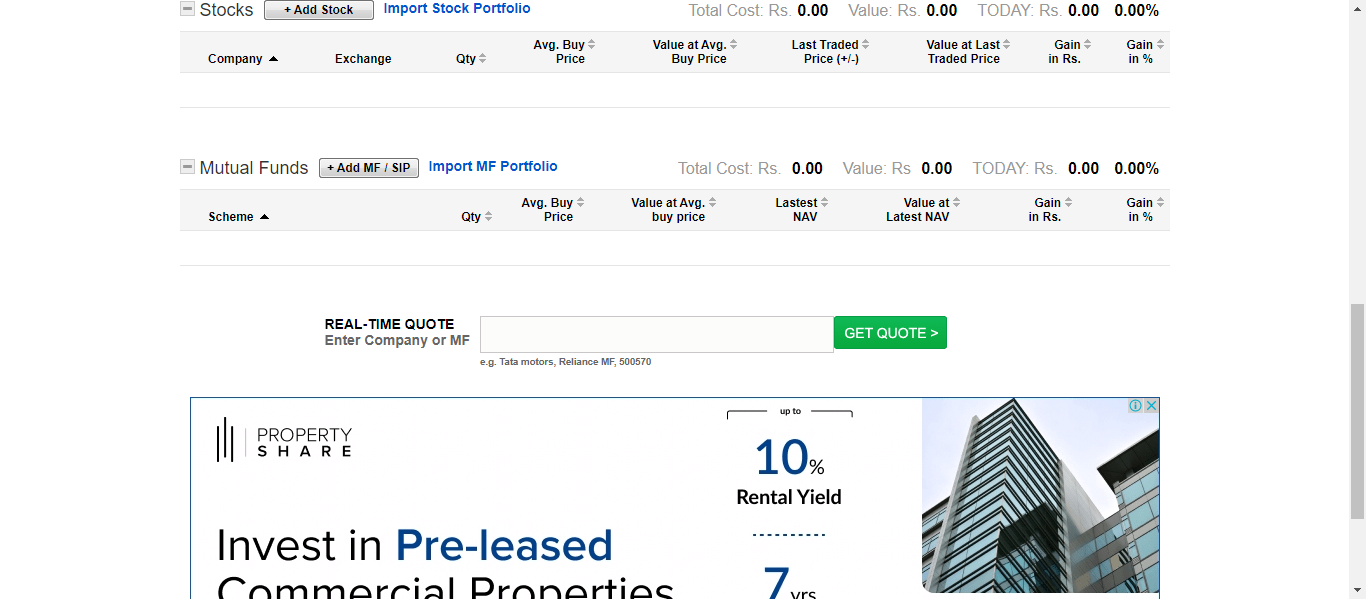 Stocks + Add Stock Import Stock Portfolio Total Cost: Rs. 0.00 Value: Rs. 0.00 TODAY: Rs. 0.00 0.00%
Company Exchange Qty Avg. Buy Price Value at Avg. Buy Price Last Traded Price (+/-) Value at Last Traded Price Gain in Rs. Gain in %
Mutual Funds + Add MF / SIP Import MF Portfolio Total Cost: Rs. 0.00 Value: Rs 0.00 TODAY: Rs. 0.00 0.00%
Scheme Qty Avg. Buy Price Value at Avg. buy price Lastest NAV Value at Latest NAV Gain in Rs. Gain in %
REAL-TIME QUOTE
Enter Company or MF
GET QUOTE >
e.g. Tata motors, Reliance MF, 500570
PROPERTY
SHARE
up to
10%
Rental Yield
Invest in Pre-leased
Commercial Properties
7 yrs